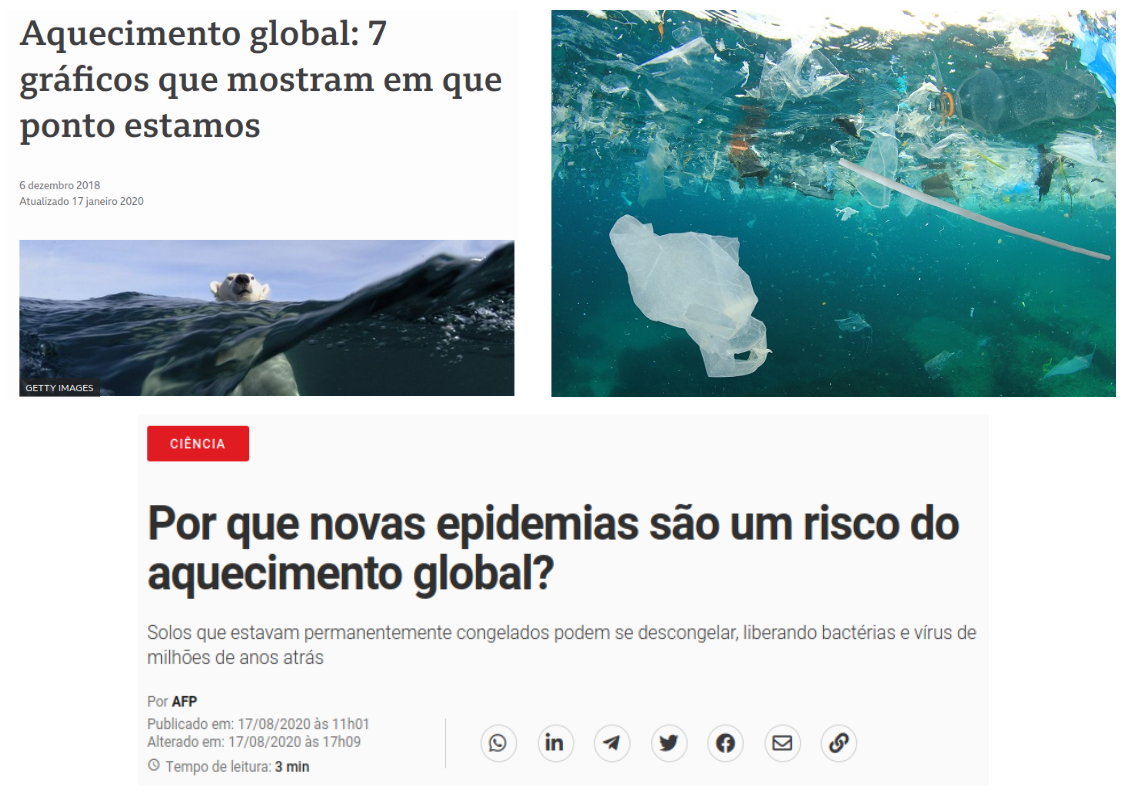 Aquecimento global: 7
gráficos que mostram em que
ponto estamos
6 dezembro 2018
Atualizado 17 janeiro 2020
GETTY IMAGES
CIÊNCIA
Por que novas epidemias são um risco do
aquecimento global?
Solos que estavam permanentemente congelados podem se descongelar, liberando bactérias e vírus de
milhões de anos atrás
Por AFP
Publicado em: 17/08/2020 às 11h01
Alterado em: 17/08/2020 às 17h09
Tempo de leitura: 3 min